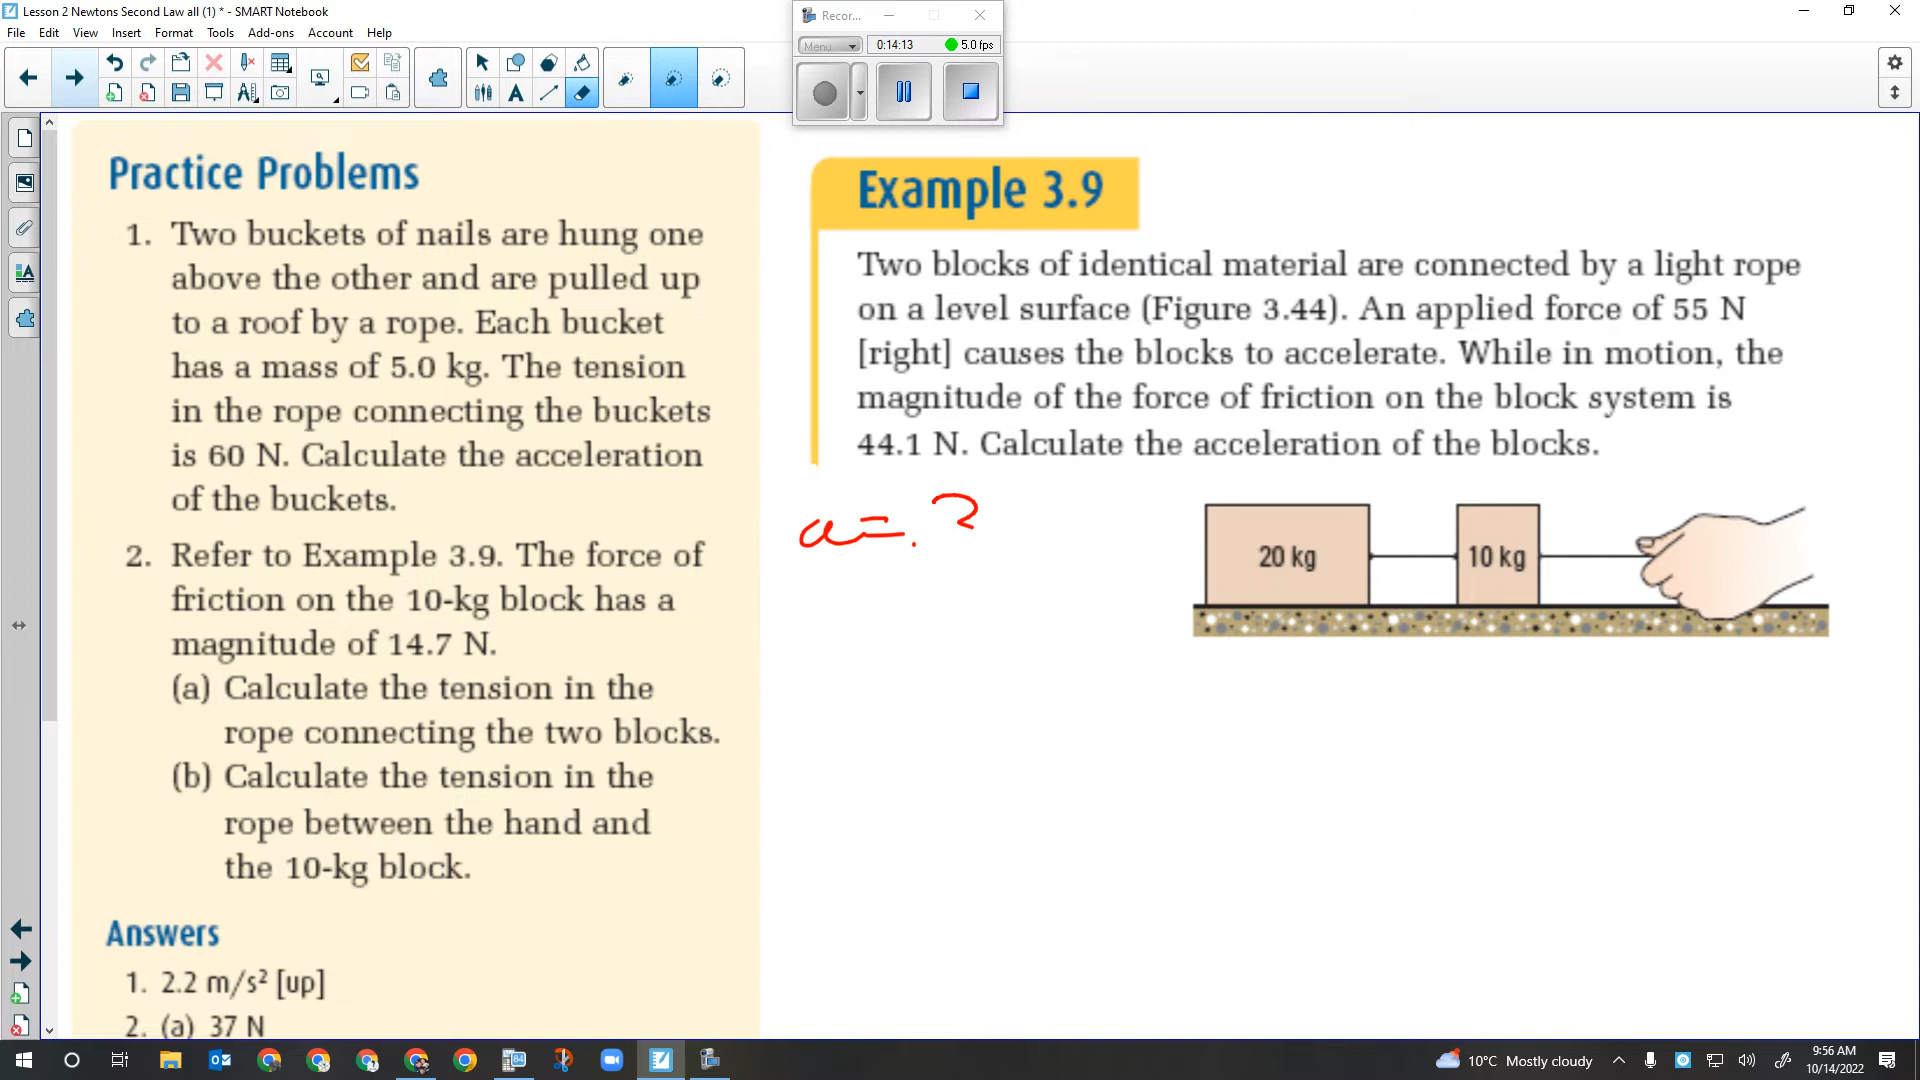 Lesson 2 Newtons Second Law all (1) * - SMART Notebook
Recor...
File Edit View Insert Format Tools Add-ons Account Help
Menu
0:14:13
5.0 fps
Practice Problems
1. Two buckets of nails are hung one
above the other and are pulled up
to a roof by a rope. Each bucket
has a mass of 5.0 kg. The tension
in the rope connecting the buckets
is 60 N. Calculate the acceleration
of the buckets.
2. Refer to Example 3.9. The force of
friction on the 10-kg block has a
magnitude of 14.7 N.
(a) Calculate the tension in the
rope connecting the two blocks.
(b) Calculate the tension in the
rope between the hand and
the 10-kg block.
Answers
1. 2.2 m/s² [up]
2. (a) 37 N
Example 3.9
Two blocks of identical material are connected by a light rope
on a level surface (Figure 3.44). An applied force of 55 N
[right] causes the blocks to accelerate. While in motion, the
magnitude of the force of friction on the block system is
44.1 N. Calculate the acceleration of the blocks.
a = ?
20 kg
10 kg
10°C Mostly cloudy
9:56 AM
10/14/2022